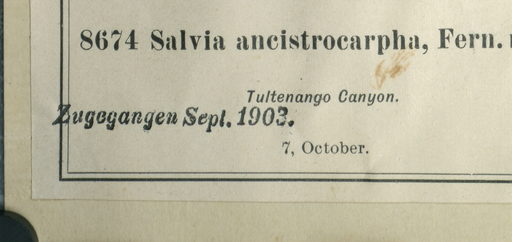 8674 Salvia ancistrocarpha, Fern.
Tultenango Canyon.
Zugegangen Sept. 1903.
7, October.